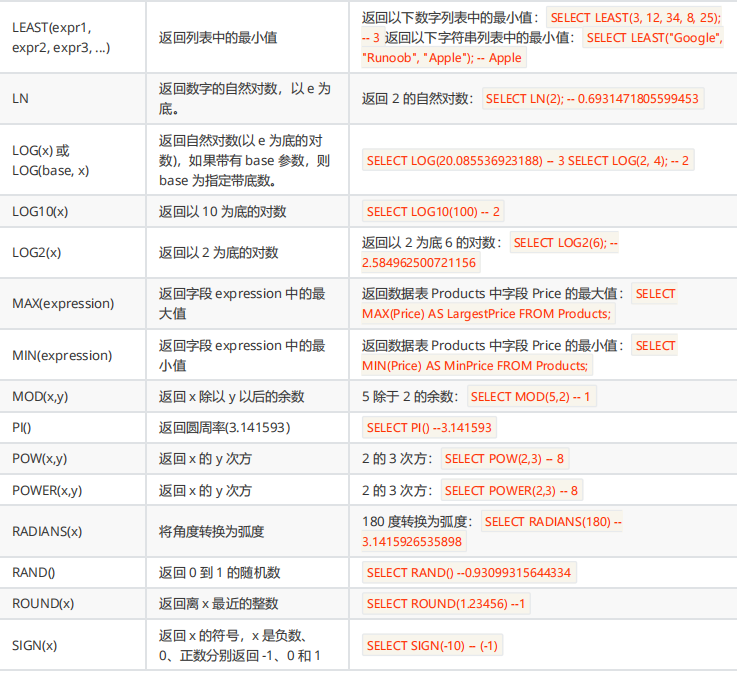 LEAST(expr1,
expr2, expr3, ...)
返回列表中的最小值
返回以下数字列表中的最小值： SELECT LEAST(3, 12, 34, 8, 25);
-- 3 返回以下字符串列表中的最小值： SELECT LEAST("Google",
"Runoob", "Apple"); -- Apple
LN
返回数字的自然对数，以 e 为
底。
返回 2 的自然对数： SELECT LN(2); -- 0.6931471805599453
LOG(x) 或
LOG(base, x)
返回自然对数(以 e 为底的对
数)，如果带有 base 参数，则
base 为指定带底数。
SELECT LOG(20.085536923188) – 3 SELECT LOG(2, 4); -- 2
LOG10(x)
返回以 10 为底的对数
SELECT LOG10(100) -- 2
LOG2(x)
返回以 2 为底的对数
返回以 2 为底 6 的对数： SELECT LOG2(6); --
2.584962500721156
MAX(expression)
返回字段 expression 中的最
大值
返回数据表 Products 中字段 Price 的最大值： SELECT
MAX(Price) AS LargestPrice FROM Products;
MIN(expression)
返回字段 expression 中的最
小值
返回数据表 Products 中字段 Price 的最小值： SELECT
MIN(Price) AS MinPrice FROM Products;
MOD(x,y)
返回 x 除以 y 以后的余数
5 除于 2 的余数： SELECT MOD(5,2) -- 1
PI()
返回圆周率(3.141593）
SELECT PI() --3.141593
POW(x,y)
返回 x 的 y 次方
2 的 3 次方： SELECT POW(2,3) – 8
POWER(x,y)
返回 x 的 y 次方
2 的 3 次方： SELECT POWER(2,3) -- 8
RADIANS(x)
将角度转换为弧度
180 度转换为弧度： SELECT RADIANS(180) --
3.1415926535898
RAND()
返回 0 到 1 的随机数
SELECT RAND() --0.93099315644334
ROUND(x)
返回离 x 最近的整数
SELECT ROUND(1.23456) --1
SIGN(x)
返回 x 的符号，x 是负数、
0、正数分别返回 -1、0 和 1
SELECT SIGN(-10) – (-1)